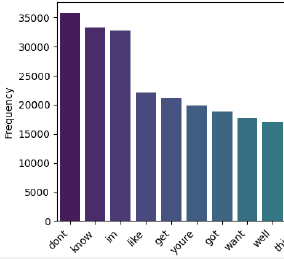 35000
30000
25000
20000
15000
10000
5000
0
Frequency
dont
know
im
like
get
youre
got
want
well